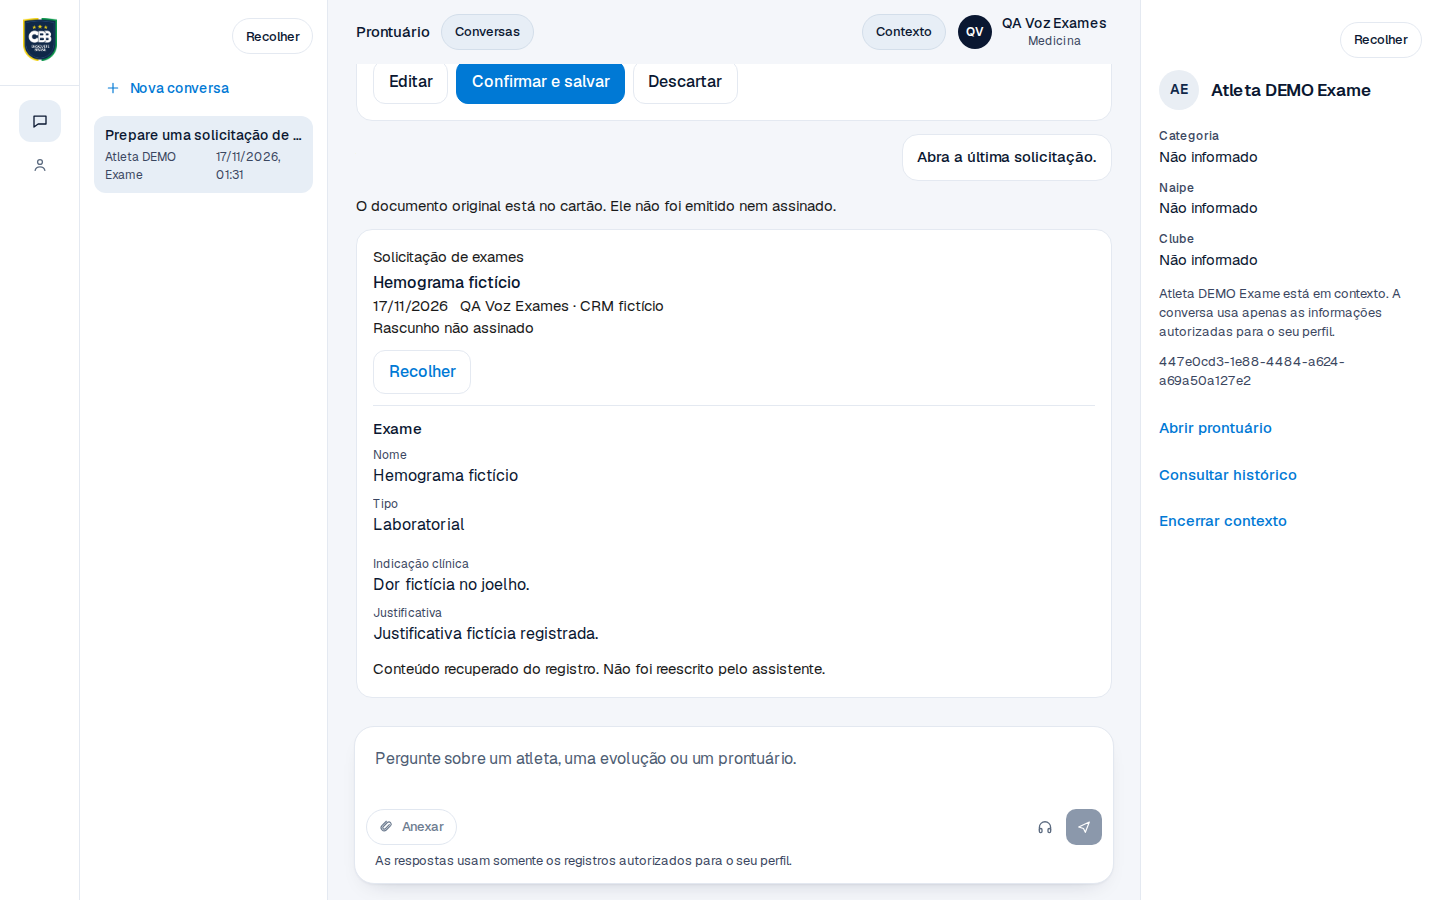 CBB
Recolher
Nova conversa
Prepare uma solicitação de ...
Atleta DEMO Exame
17/11/2026, 01:31
Prontuário
Conversas
Contexto
QV
QA Voz Exames
Medicina
Editar
Confirmar e salvar
Descartar
Abra a última solicitação.
O documento original está no cartão. Ele não foi emitido nem assinado.
Solicitação de exames
Hemograma fictício
17/11/2026 QA Voz Exames · CRM fictício
Rascunho não assinado
Recolher
Exame
Nome
Hemograma fictício
Tipo
Laboratorial
Indicação clínica
Dor fictícia no joelho.
Justificativa
Justificativa fictícia registrada.
Conteúdo recuperado do registro. Não foi reescrito pelo assistente.
Pergunte sobre um atleta, uma evolução ou um prontuário.
Anexar
As respostas usam somente os registros autorizados para o seu perfil.
Recolher
AE
Atleta DEMO Exame
Categoria
Não informado
Naipe
Não informado
Clube
Não informado
Atleta DEMO Exame está em contexto. A
conversa usa apenas as informações
autorizadas para o seu perfil.
447e0cd3-1e88-4484-a624-
a69a50a127e2
Abrir prontuário
Consultar histórico
Encerrar contexto